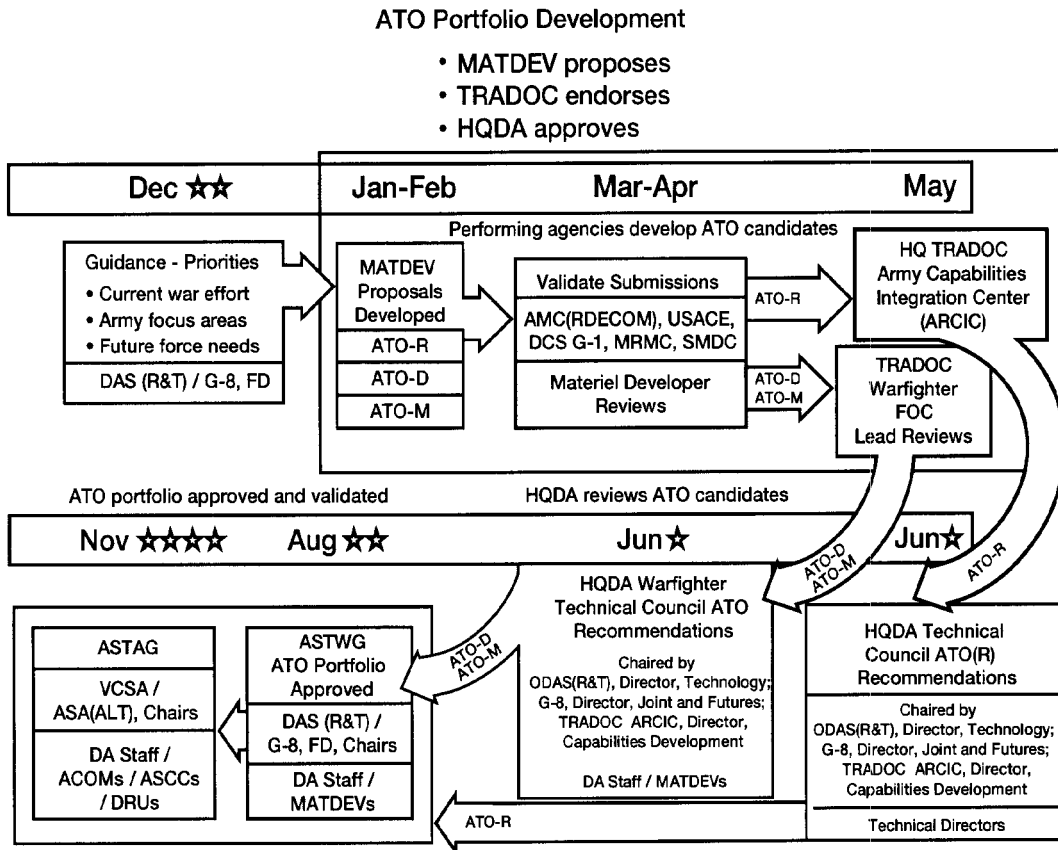 ATO Portfolio Development
• MATDEV proposes
• TRADOC endorses
• HQDA approves
Dec ☆☆
Jan-Feb
Mar-Apr
May
Performing agencies develop ATO candidates
Guidance - Priorities
• Current war effort
• Army focus areas
• Future force needs
DAS (R&T) / G-8, FD
MATDEV
Proposals
Developed
ATO-R
ATO-D
ATO-M
Validate Submissions
AMC(RDECOM), USACE,
DCS G-1, MRMC, SMDC
Materiel Developer
Reviews
ATO-R
ATO-D
ATO-M
HQ TRADOC
Army Capabilities
Integration Center
(ARCIC)
TRADOC
Warfighter
FOC
Lead Reviews
ATO portfolio approved and validated
HQDA reviews ATO candidates
Nov ☆☆☆☆
Aug ☆☆
Jun ☆
Jun ☆
ATO-D
ATO-M
ATO-R
ASTAG
VCSA /
ASA(ALT), Chairs
DA Staff /
ACOMs / ASCCs
/ DRUs
ASTWG
ATO Portfolio
Approved
DAS (R&T) /
G-8, FD, Chairs
DA Staff /
MATDEVs
ATO-D
ATO-M
HQDA Warfighter
Technical Council ATO
Recommendations
Chaired by
ODAS(R&T), Director, Technology;
G-8, Director, Joint and Futures;
TRADOC ARCIC, Director,
Capabilities Development
DA Staff / MATDEVs
HQDA Technical
Council ATO(R)
Recommendations
Chaired by
ODAS(R&T), Director, Technology;
G-8, Director, Joint and Futures;
TRADOC ARCIC, Director,
Capabilities Development
Technical Directors
ATO-R